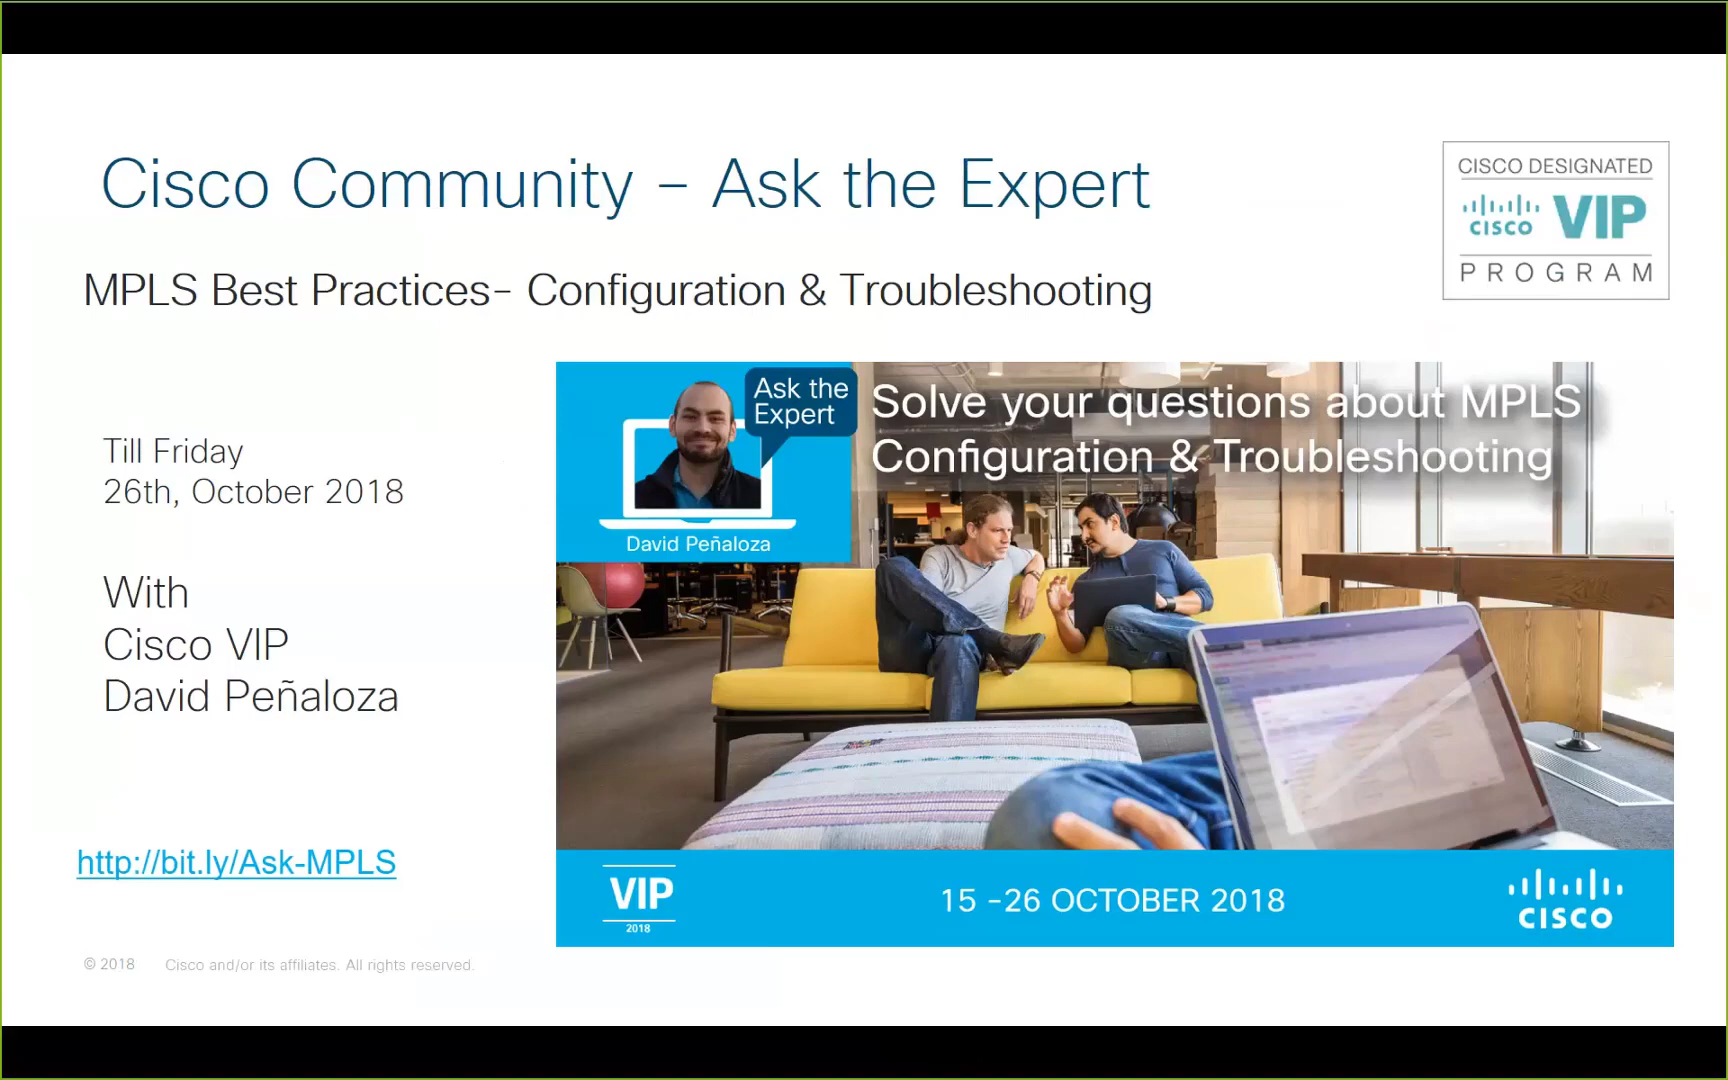 Cisco Community – Ask the Expert
CISCO DESIGNATED
CISCO VIP
PROGRAM
MPLS Best Practices– Configuration & Troubleshooting
Till Friday
26th, October 2018
With
Cisco VIP
David Peñaloza
http://bit.ly/Ask-MPLS
Ask the
Expert
David Peñaloza
Solve your questions about MPLS
Configuration & Troubleshooting
VIP
2018
15 -26 OCTOBER 2018
CISCO
© 2018 Cisco and/or its affiliates. All rights reserved.